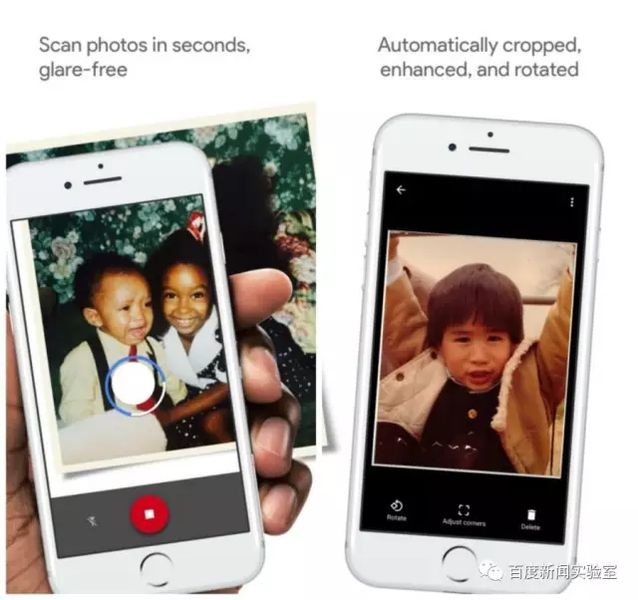 Scan photos in seconds,
glare-free
Automatically cropped,
enhanced, and rotated
Rotate
Adjust corners
Delete
百度新闻实验室